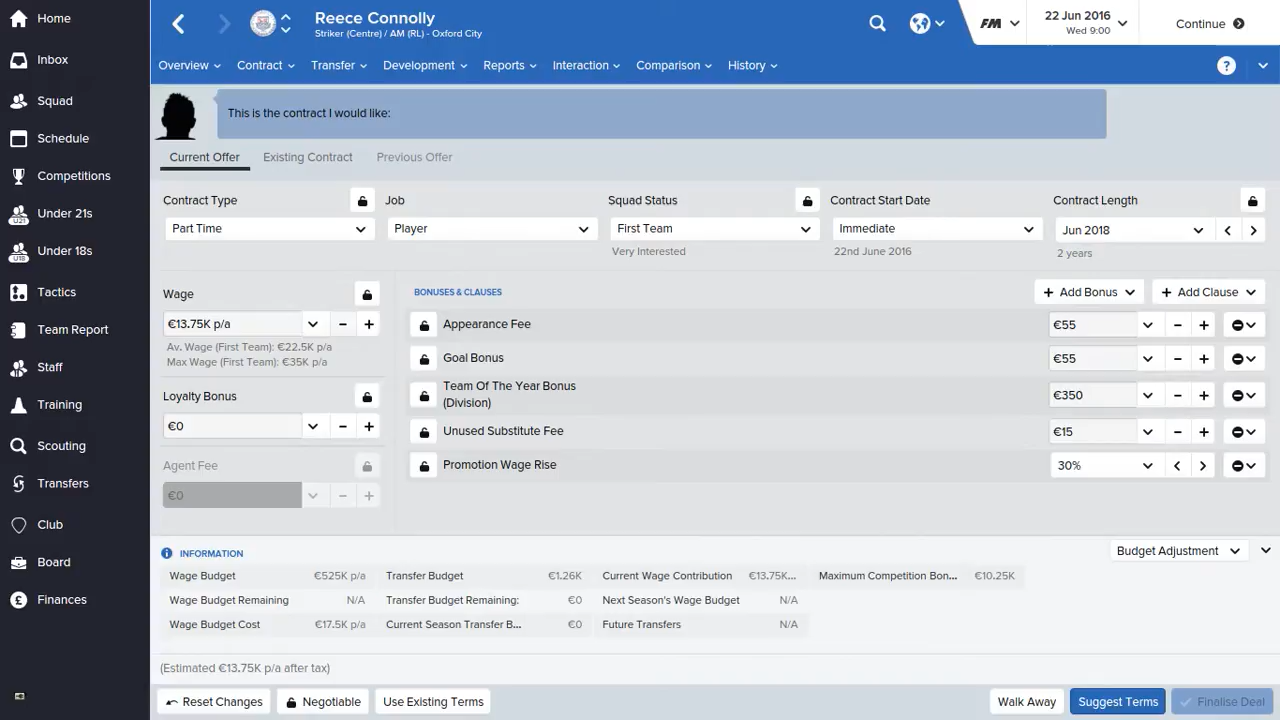 Home
Inbox
Squad
Schedule
Competitions
Under 21s
Under 18s
Tactics
Team Report
Staff
Training
Scouting
Transfers
Club
Board
Finances
Reece Connolly
Striker (Centre) / AM (RL) - Oxford City
FM
22 Jun 2016
Wed 9:00
Continue
Overview
Contract
Transfer
Development
Reports
Interaction
Comparison
History
?
This is the contract I would like:
Current Offer
Existing Contract
Previous Offer
Contract Type
Job
Squad Status
Contract Start Date
Contract Length
Part Time
Player
First Team
Immediate
Jun 2018
Very Interested
22nd June 2016
2 years
Wage
€13.75K p/a
Av. Wage (First Team): €22.5K p/a
Max Wage (First Team): €35K p/a
Loyalty Bonus
€0
Agent Fee
€0
BONUSES & CLAUSES
Add Bonus
Add Clause
Appearance Fee €55
Goal Bonus €55
Team Of The Year Bonus
(Division) €350
Unused Substitute Fee €15
Promotion Wage Rise 30%
INFORMATION
Budget Adjustment
Wage Budget €525K p/a Transfer Budget €1.26K Current Wage Contribution €13.75K... Maximum Competition Bon... €10.25K
Wage Budget Remaining N/A Transfer Budget Remaining: €0 Next Season's Wage Budget N/A
Wage Budget Cost €17.5K p/a Current Season Transfer B... €0 Future Transfers N/A
(Estimated €13.75K p/a after tax)
Reset Changes
Negotiable
Use Existing Terms
Walk Away
Suggest Terms
Finalise Deal